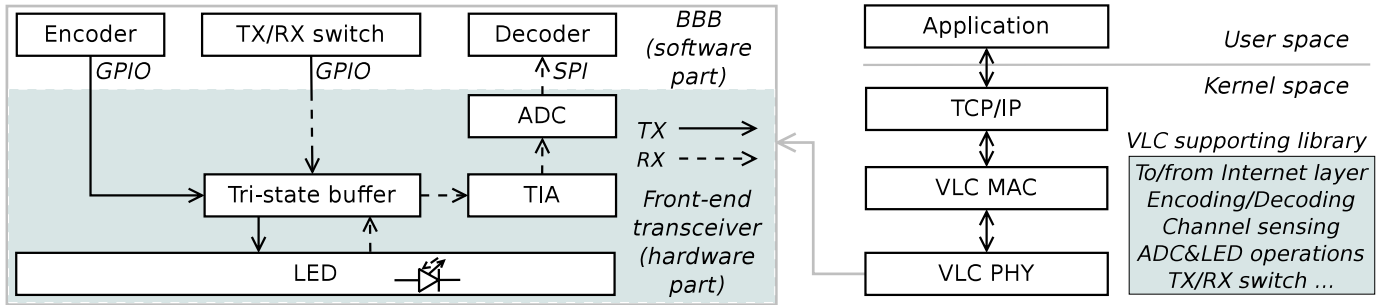 Encoder
TX/RX switch
Decoder
BBB
(software
part)
GPIO
GPIO
SPI
ADC
TX
RX
Tri-state buffer
TIA
Front-end
transceiver
(hardware
part)
LED
Application
User space
Kernel space
TCP/IP
VLC MAC
VLC PHY
VLC supporting library
To/from Internet layer
Encoding/Decoding
Channel sensing
ADC&LED operations
TX/RX switch ...